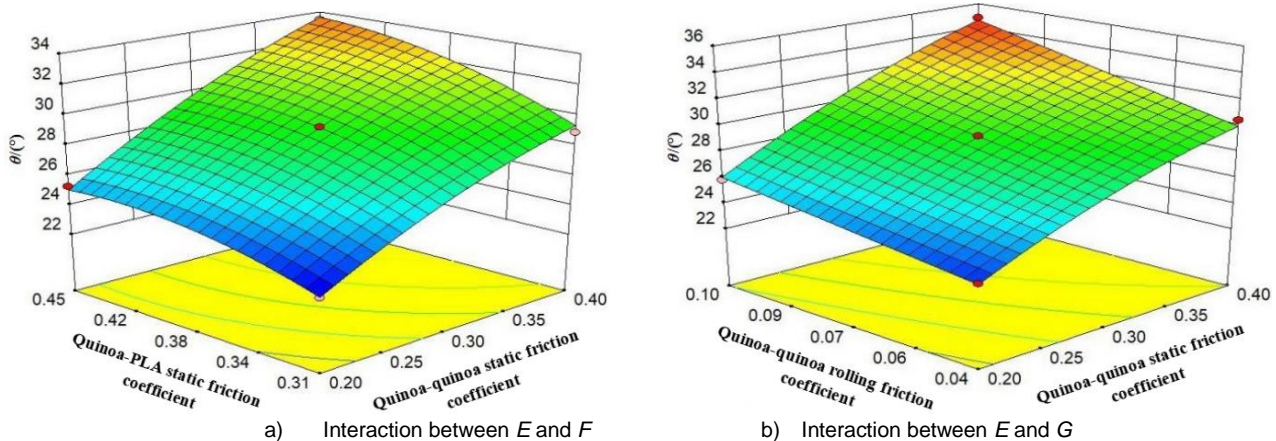 34
32
30
28
26
24
22
θ/(°)
0.45
0.42
0.38
0.34
0.31
Quinoa-PLA static friction
coefficient
0.20
0.25
0.30
0.35
0.40
Quinoa-quinoa static friction
coefficient
a) Interaction between E and F
36
34
32
30
28
26
24
22
θ/(°)
0.10
0.09
0.07
0.06
0.04
Quinoa-quinoa rolling friction
coefficient
0.20
0.25
0.30
0.35
0.40
Quinoa-quinoa static friction
coefficient
b) Interaction between E and G